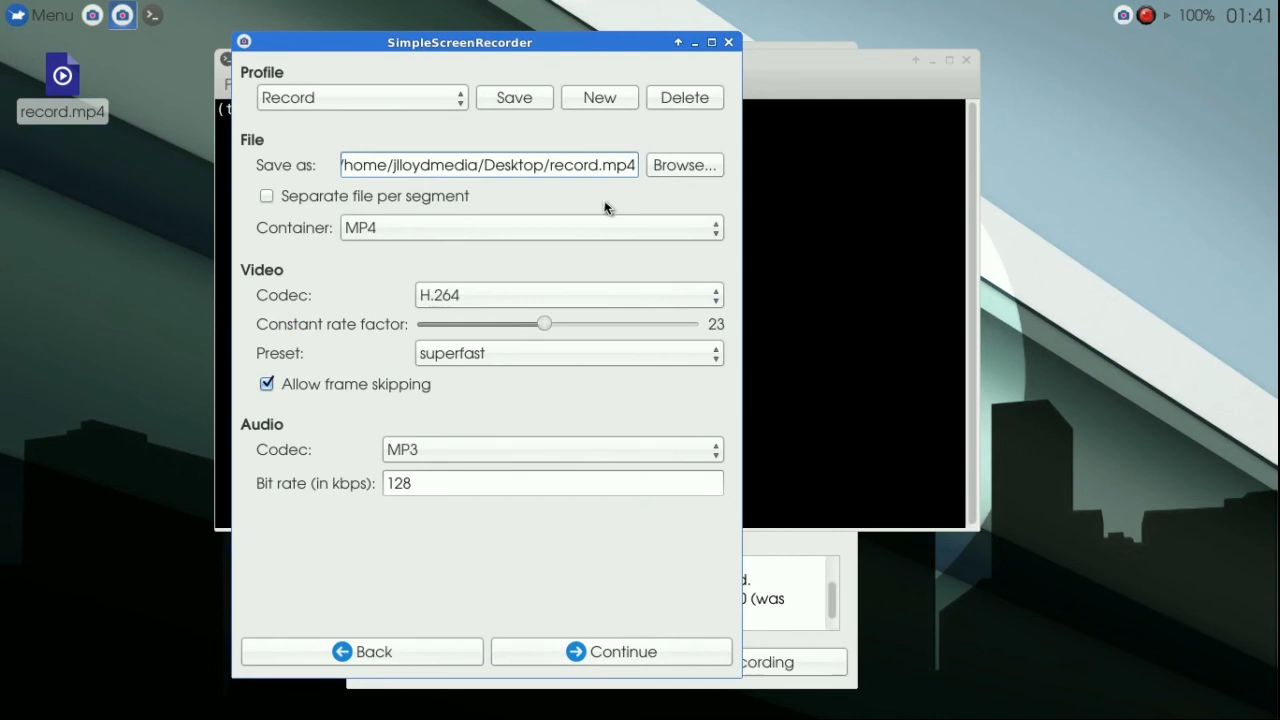 Menu
100% 01:41
record.mp4
SimpleScreenRecorder
Profile
Record Save New Delete
File
Save as: /home/jlloydmedia/Desktop/record.mp4 Browse...
Separate file per segment
Container: MP4
Video
Codec: H.264
Constant rate factor: 23
Preset: superfast
Allow frame skipping
Audio
Codec: MP3
Bit rate (in kbps): 128
Back Continue
F
(t
d.
0 (was
cording